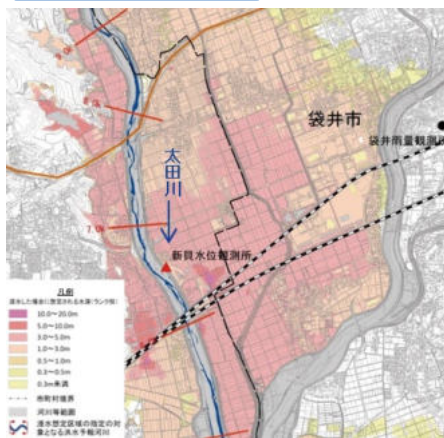 袋井市
袋井雨量観測
太田川
7.0k
新貝水位観測所
凡例
浸水した場合に想定される水深(ランク別)
10.0～20.0m
5.0～10.0m
3.0～5.0m
1.0～3.0m
0.5～1.0m
0.3～0.5m
0.3m未満
市町村境界
河川等範囲
浸水想定区域の指定の対
象となる洪水予報河川